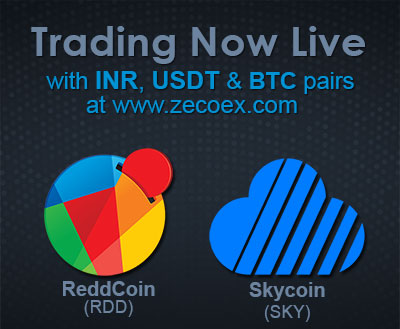 Trading Now Live
with INR, USDT & BTC pairs
at www.zecoex.com
ReddCoin
(RDD)
Skycoin
(SKY)